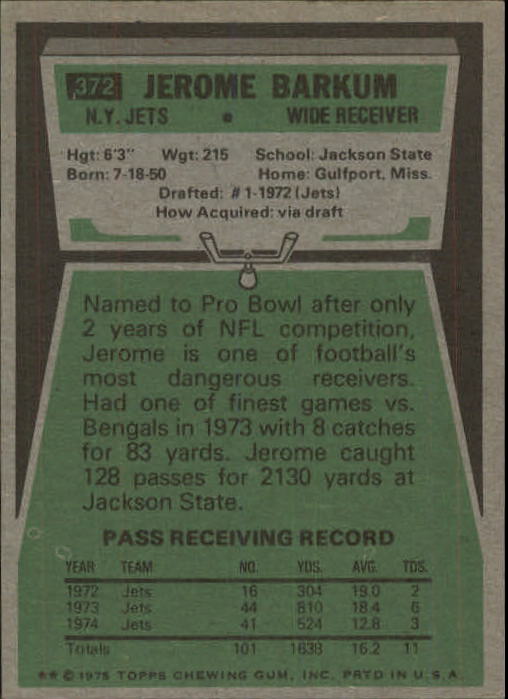 372 JEROME BARKUM
N.Y. JETS • WIDE RECEIVER
Hgt: 6'3" Wgt: 215 School: Jackson State
Born: 7-18-50 Home: Gulfport, Miss.
Drafted: #1-1972 (Jets)
How Acquired: via draft
Named to Pro Bowl after only
2 years of NFL competition,
Jerome is one of football's
most dangerous receivers.
Had one of finest games vs.
Bengals in 1973 with 8 catches
for 83 yards. Jerome caught
128 passes for 2130 yards at
Jackson State.
PASS RECEIVING RECORD
YEAR TEAM NO. YDS. AVG. TDS.
1972 Jets 16 304 19.0 2
1973 Jets 44 810 18.4 6
1974 Jets 41 524 12.8 3
Totals 101 1638 16.2 11
** © 1975 TOPPS CHEWING GUM, INC. PRTD IN U.S.A.